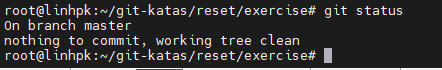 root@linhpk:~/git-katas/reset/exercise# git status
On branch master
nothing to commit, working tree clean
root@linhpk:~/git-katas/reset/exercise#